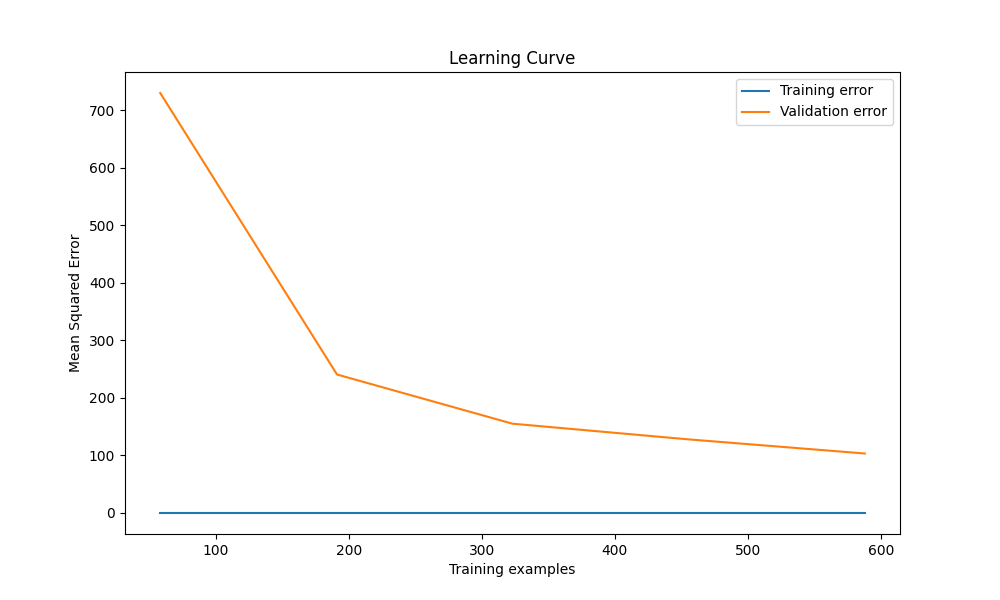 Learning Curve
Training error
Validation error
700
600
500
400
300
200
100
0
Mean Squared Error
100 200 300 400 500 600
Training examples